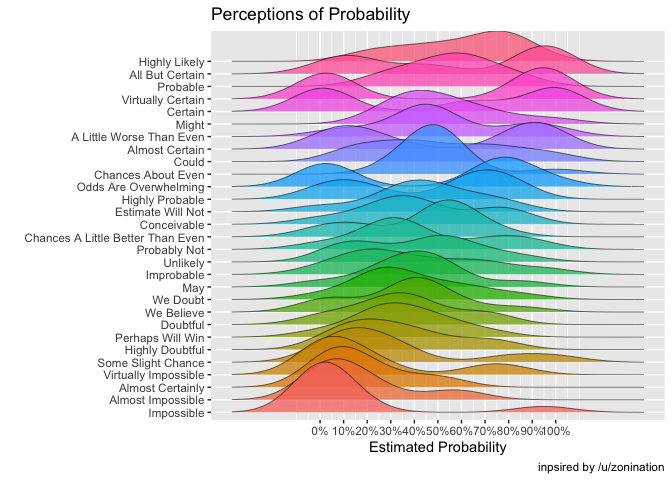 Perceptions of Probability
Highly Likely
All But Certain
Probable
Virtually Certain
Certain
Might
A Little Worse Than Even
Almost Certain
Could
Chances About Even
Odds Are Overwhelming
Highly Probable
Estimate Will Not
Conceivable
Chances A Little Better Than Even
Probably Not
Unlikely
Improbable
May
We Doubt
We Believe
Doubtful
Perhaps Will Win
Highly Doubtful
Some Slight Chance
Virtually Impossible
Almost Certainly
Almost Impossible
Impossible
0% 10% 20% 30% 40% 50% 60% 70% 80% 90% 100%
Estimated Probability
inpsired by /u/zonination